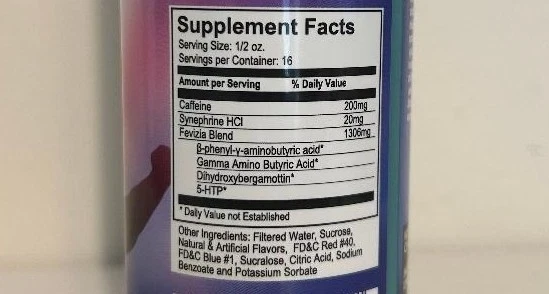 Supplement Facts
Serving Size: 1/2 oz.
Servings per Container: 16
Amount per Serving % Daily Value
Caffeine 200mg
Synephrine HCl 20mg
Fevizia Blend 1306mg
β-phenyl-γ-aminobutyric acid*
Gamma Amino Butyric Acid*
Dihydroxybergamottin*
5-HTP*
* Daily Value not Established
Other Ingredients: Filtered Water, Sucrose,
Natural & Artificial Flavors, FD&C Red #40,
FD&C Blue #1, Sucralose, Citric Acid, Sodium
Benzoate and Potassium Sorbate